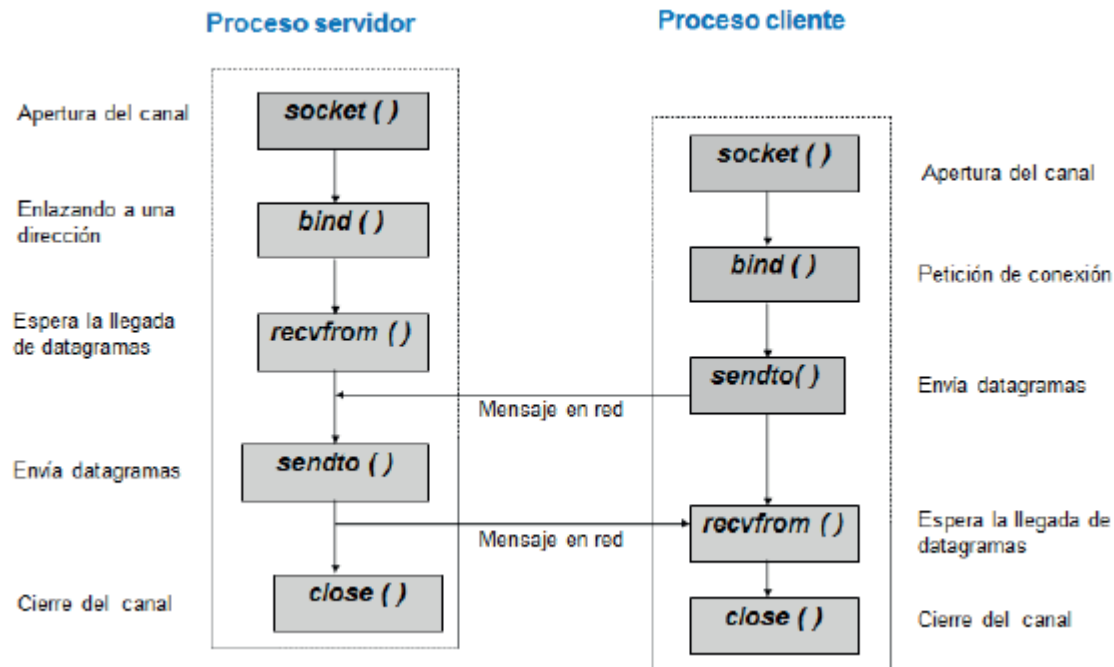 Proceso servidor
Proceso cliente
Apertura del canal
socket ( )
socket ( )
Apertura del canal
Enlazando a una
dirección
bind ( )
bind ( )
Petición de conexión
Espera la llegada
de datagramas
recvfrom ( )
sendto( )
Envía datagramas
Mensaje en red
Envía datagramas
sendto ( )
recvfrom ( )
Espera la llegada de
datagramas
Mensaje en red
Cierre del canal
close ( )
close ( )
Cierre del canal